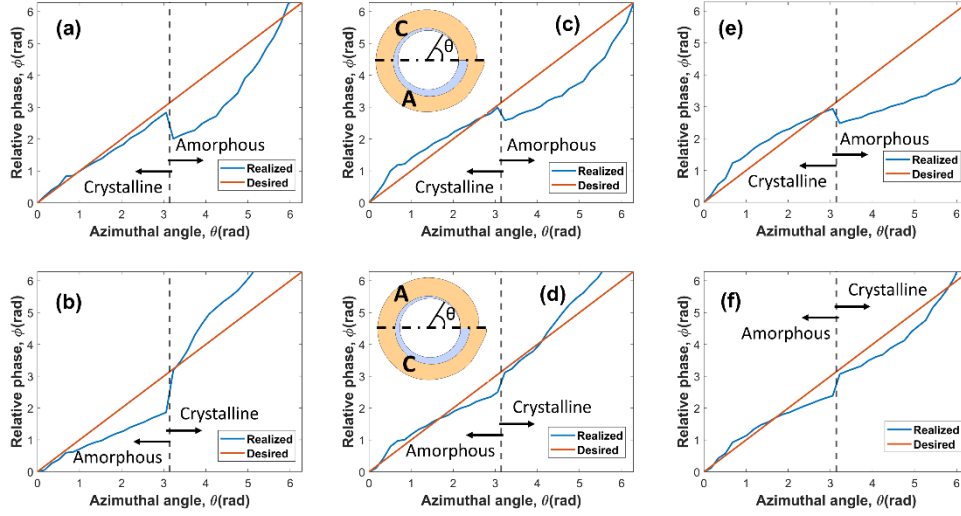 (a)
Relative phase, ϕ(rad)
6
5
4
3
2
1
0
Amorphous
Crystalline
Realized
Desired
0 1 2 3 4 5 6
Azimuthal angle, θ(rad)
(c)
Relative phase, ϕ(rad)
6
5
4
3
2
1
0
C
θ
A
Amorphous
Crystalline
Realized
Desired
0 1 2 3 4 5 6
Azimuthal angle, θ(rad)
(e)
Relative phase, ϕ(rad)
6
5
4
3
2
1
0
Amorphous
Crystalline
Realized
Desired
0 1 2 3 4 5 6
Azimuthal angle, θ(rad)
(b)
Relative phase, ϕ(rad)
6
5
4
3
2
1
0
Crystalline
Amorphous
Realized
Desired
0 1 2 3 4 5 6
Azimuthal angle, θ(rad)
(d)
Relative phase, ϕ(rad)
6
5
4
3
2
1
0
A
θ
C
Crystalline
Amorphous
Realized
Desired
0 1 2 3 4 5 6
Azimuthal angle, θ(rad)
(f)
Relative phase, ϕ(rad)
6
5
4
3
2
1
0
Crystalline
Amorphous
Realized
Desired
0 1 2 3 4 5 6
Azimuthal angle, θ(rad)